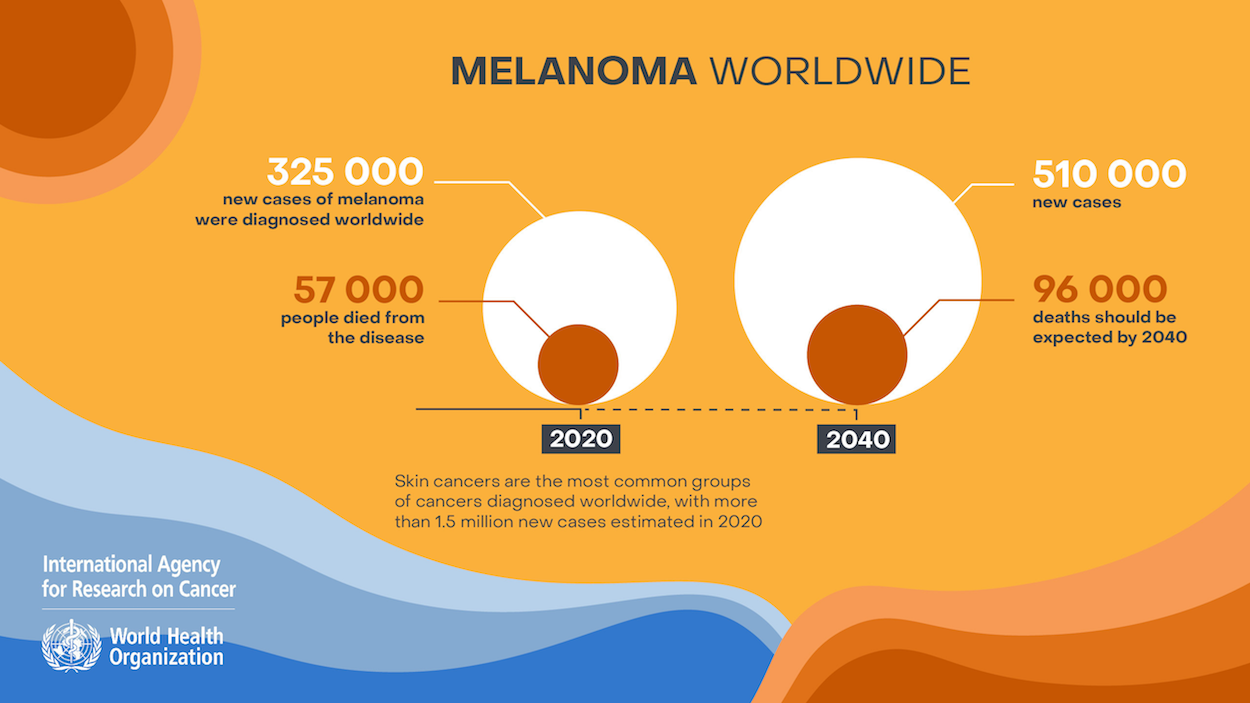 MELANOMA WORLDWIDE
325 000
new cases of melanoma
were diagnosed worldwide
57 000
people died from
the disease
510 000
new cases
96 000
deaths should be
expected by 2040
2020
2040
Skin cancers are the most common groups
of cancers diagnosed worldwide, with more
than 1.5 million new cases estimated in 2020
International Agency
for Research on Cancer
World Health
Organization